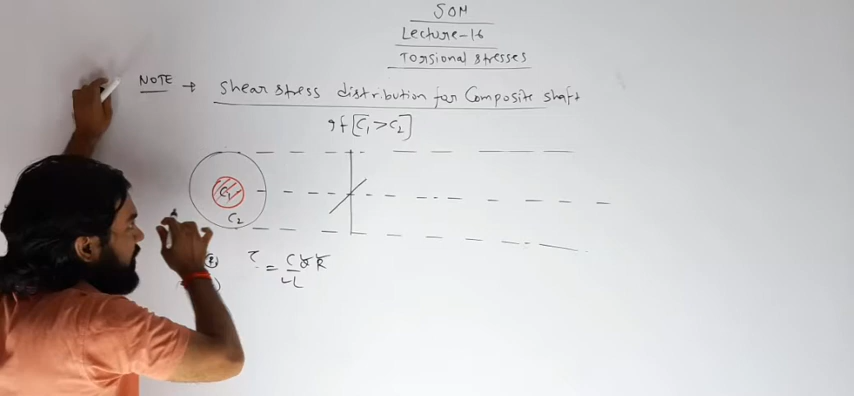 SOM
Lecture-16
Torsional stresses
NOTE → Shear stress distribution for Composite shaft
If [C₁ > C₂]
C₁
C₂
τ = CθR
L